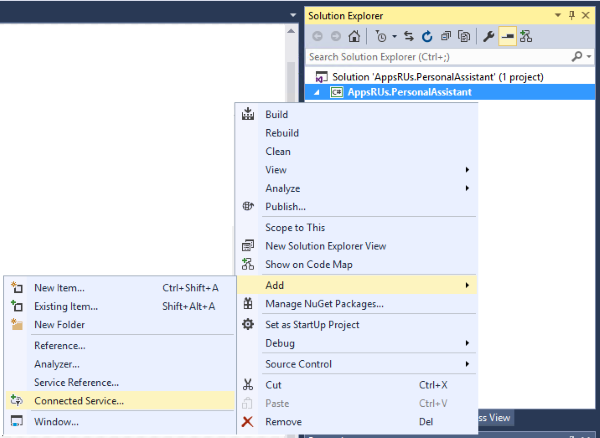 Solution Explorer
Search Solution Explorer (Ctrl+;)
Solution 'AppsRUs.PersonalAssistant' (1 project)
C# AppsRUs.PersonalAssistant
Build
Rebuild
Clean
View
Analyze
Publish...
Scope to This
New Solution Explorer View
Show on Code Map
Add
Manage NuGet Packages...
Set as StartUp Project
Debug
Source Control
Cut Ctrl+X
Paste Ctrl+V
Remove Del
New Item... Ctrl+Shift+A
Existing Item... Shift+Alt+A
New Folder
Reference...
Analyzer...
Service Reference...
Connected Service...
Window...
View